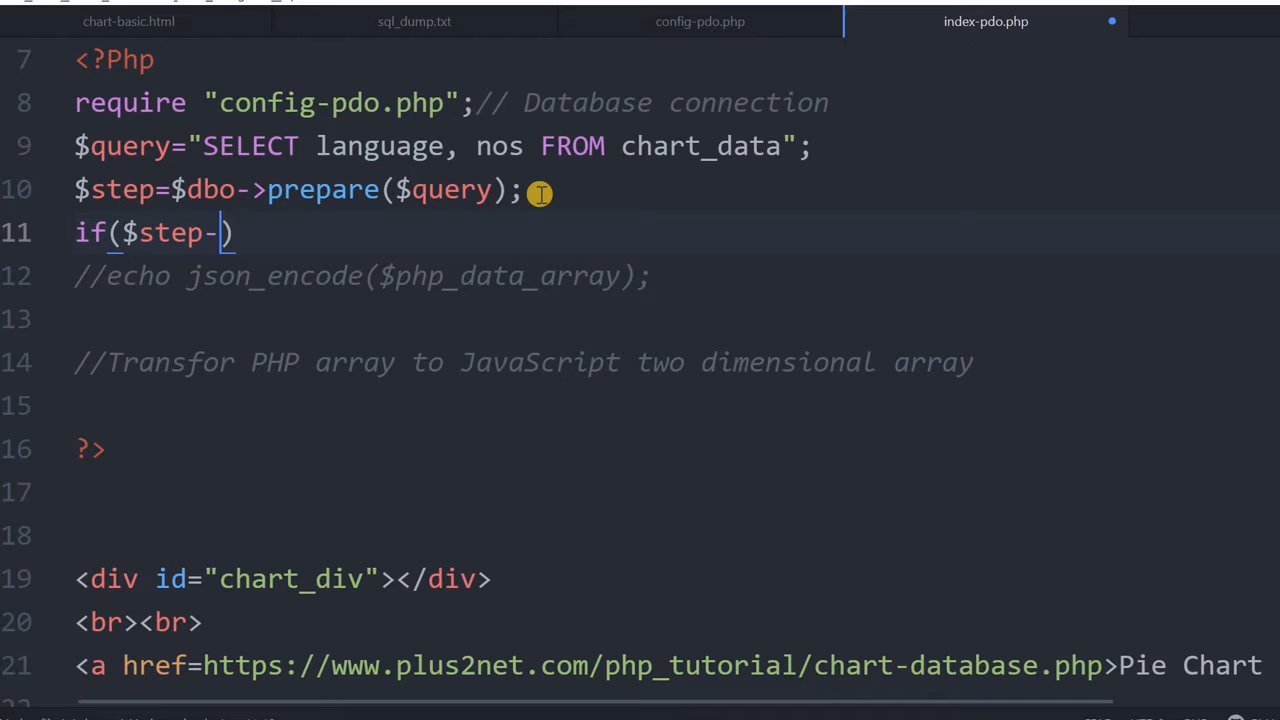 chart-basic.html sql_dump.txt config-pdo.php index-pdo.php
7 <?Php
8 require "config-pdo.php";// Database connection
9 $query="SELECT language, nos FROM chart_data";
10 $step=$dbo->prepare($query);
11 if($step-)
12 //echo json_encode($php_data_array);
13
14 //Transfor PHP array to JavaScript two dimensional array
15
16 ?>
17
18
19 <div id="chart_div"></div>
20 <br><br>
21 <a href=https://www.plus2net.com/php_tutorial/chart-database.php>Pie Chart